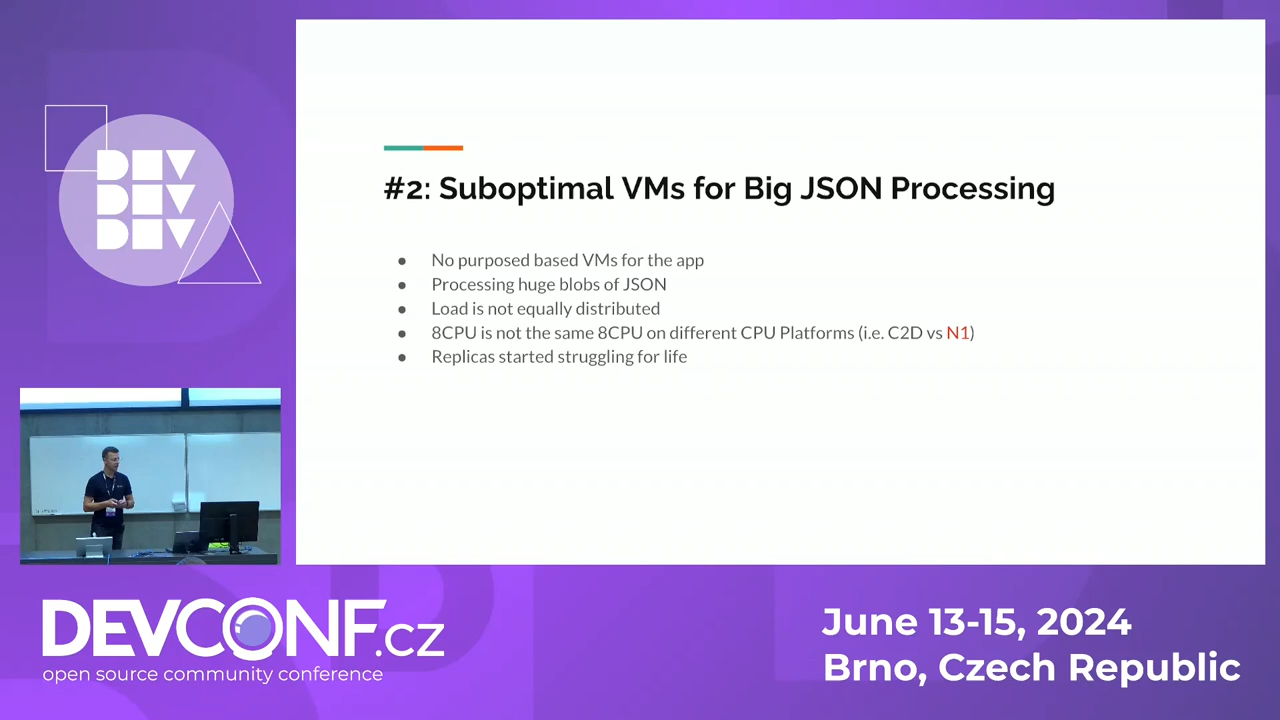 DEV
DEV
DEV
#2: Suboptimal VMs for Big JSON Processing
● No purposed based VMs for the app
● Processing huge blobs of JSON
● Load is not equally distributed
● 8CPU is not the same 8CPU on different CPU Platforms (i.e. C2D vs N1)
● Replicas started struggling for life
DEVCONF.cz
open source community conference
June 13-15, 2024
Brno, Czech Republic